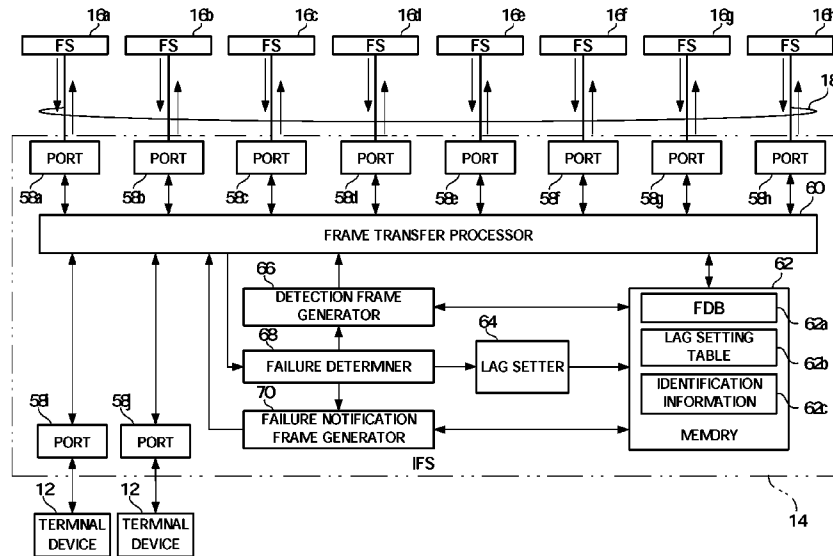 16a 16b 16c 16d 16e 16f 16g 16h
FS FS FS FS FS FS FS FS
18
PORT PORT PORT PORT PORT PORT PORT PORT
58a 58b 58c 58d 58e 58f 58g 58h
60
FRAME TRANSFER PROCESSOR
66
DETECTION FRAME
GENERATOR
68
FAILURE DETERMINER
70
FAILURE NOTIFICATION
FRAME GENERATOR
64
LAG SETTER
62
FDB
62a
LAG SETTING
TABLE
62b
IDENTIFICATION
INFORMATION
62c
MEMORY
58i 58j
PORT PORT
IFS
14
12 12
TERMINAL
DEVICE
TERMINAL
DEVICE